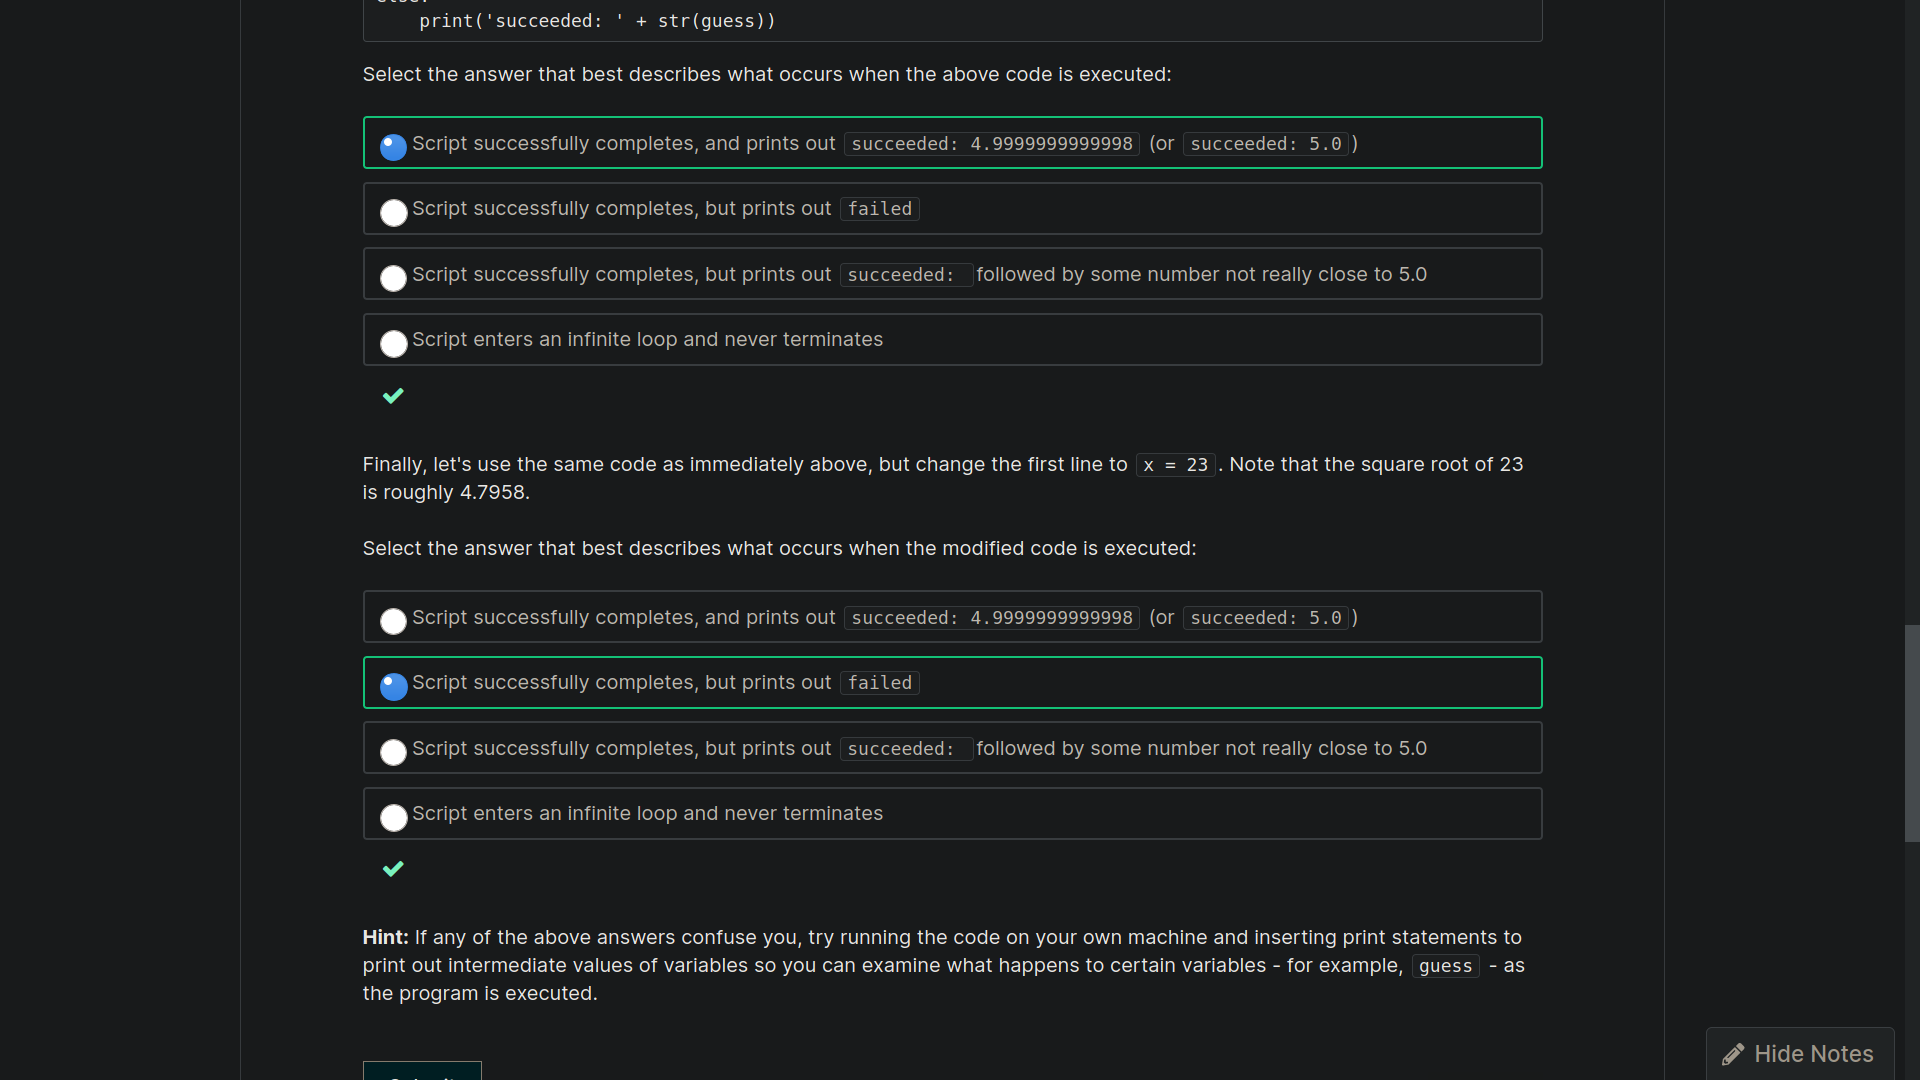 else:
print('succeeded: ' + str(guess))
Select the answer that best describes what occurs when the above code is executed:
Script successfully completes, and prints out succeeded: 4.9999999999998 (or succeeded: 5.0)
Script successfully completes, but prints out failed
Script successfully completes, but prints out succeeded: followed by some number not really close to 5.0
Script enters an infinite loop and never terminates
Finally, let's use the same code as immediately above, but change the first line to x = 23. Note that the square root of 23
is roughly 4.7958.
Select the answer that best describes what occurs when the modified code is executed:
Script successfully completes, and prints out succeeded: 4.9999999999998 (or succeeded: 5.0)
Script successfully completes, but prints out failed
Script successfully completes, but prints out succeeded: followed by some number not really close to 5.0
Script enters an infinite loop and never terminates
Hint: If any of the above answers confuse you, try running the code on your own machine and inserting print statements to
print out intermediate values of variables so you can examine what happens to certain variables - for example, guess - as
the program is executed.
Hide Notes